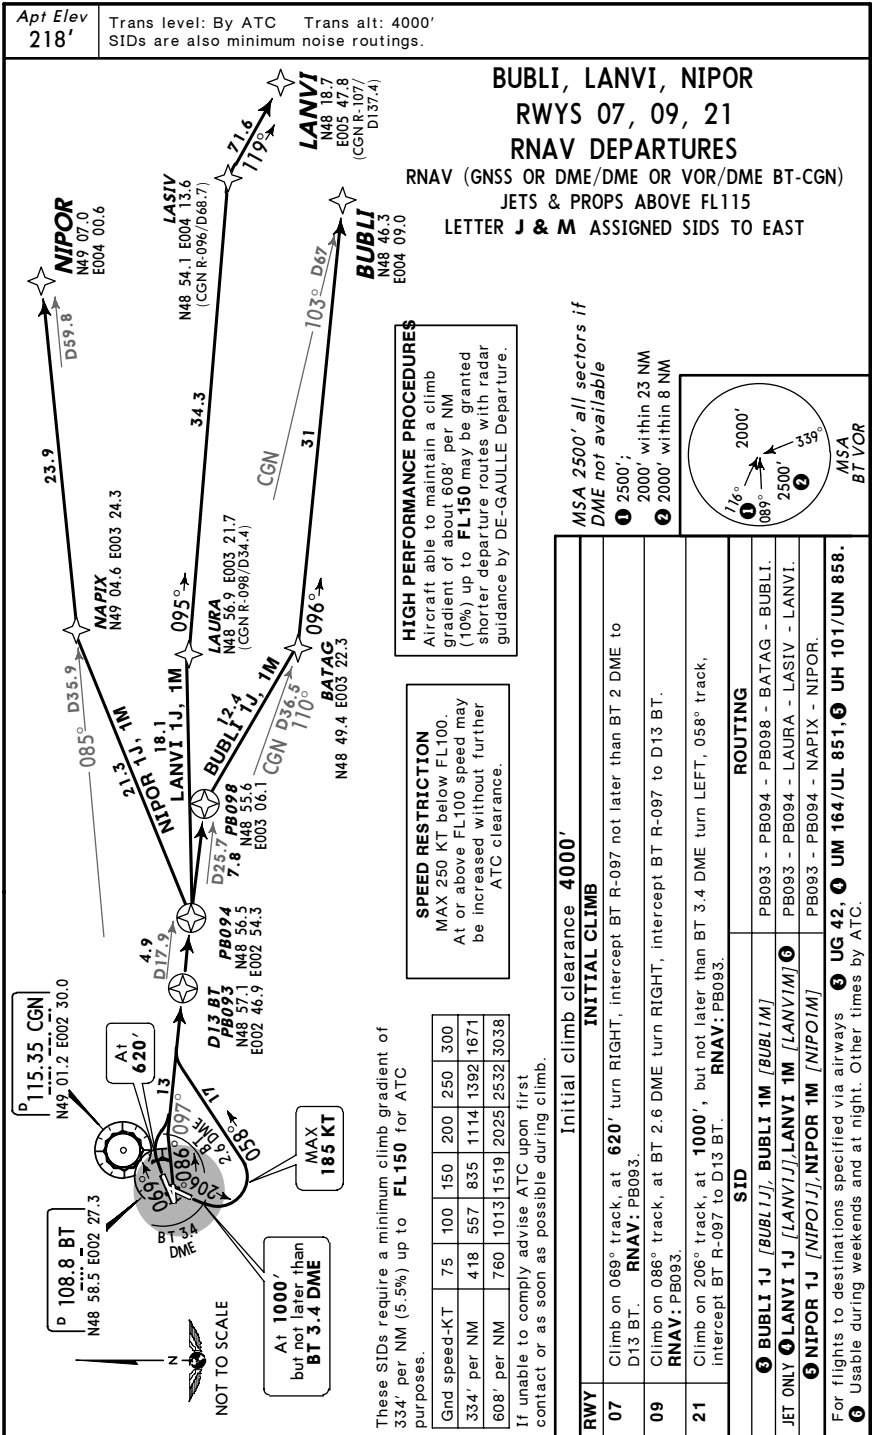 Apt Elev
218'
Trans level: By ATC Trans alt: 4000'
SIDs are also minimum noise routings.
BUBLI, LANVI, NIPOR
RWYS 07, 09, 21
RNAV DEPARTURES
RNAV (GNSS OR DME/DME OR VOR/DME BT-CGN)
JETS & PROPS ABOVE FL115
LETTER J & M ASSIGNED SIDS TO EAST
LANVI
N48 18.7
E005 47.8
(CGN R-107/
D137.4)
71.6
119°
LASIV
N48 54.1 E004 13.6
(CGN R-096/D68.7)
NIPOR
N49 07.0
E004 00.6
D59.8
BUBLI
N48 46.3
E004 09.0
103° D67
CGN
23.9
34.3
31
NAPIX
N49 04.6 E003 24.3
095°
LAURA
N48 56.9 E003 21.7
(CGN R-098/D34.4)
096°
BATAG
N48 49.4 E003 22.3
085° D35.9
21.3
NIPOR 1J, 1M
18.1
LANVI 1J, 1M
12.4
BUBLI 1J, 1M
CGN D36.5
110°
D25.7
7.8
PB098
N48 55.6
E003 06.1
4.9
D17.9
PB094
N48 56.5
E002 54.3
D13 BT
PB093
N48 57.1
E002 46.9
D 115.35 CGN
N49 01.2 E002 30.0
At
620'
D 108.8 BT
N48 58.5 E002 27.3
13
17
069°
086°
097°
206°
058°
BT
2.6 DME
BT 3.4
DME
MAX
185 KT
At 1000'
but not later than
BT 3.4 DME
N
NOT TO SCALE
HIGH PERFORMANCE PROCEDURES
Aircraft able to maintain a climb
gradient of about 608' per NM
(10%) up to FL150 may be granted
shorter departure routes with radar
guidance by DE-GAULLE Departure.
SPEED RESTRICTION
MAX 250 KT below FL100.
At or above FL100 speed may
be increased without further
ATC clearance.
MSA 2500' all sectors if
DME not available
1 2500';
2000' within 23 NM
2 2000' within 8 NM
2000'
116°
1
089°
2500'
2
339°
MSA
BT VOR
These SIDs require a minimum climb gradient of
334' per NM (5.5%) up to FL150 for ATC
purposes.
Gnd speed-KT 75 100 150 200 250 300
334' per NM 418 557 835 1114 1392 1671
608' per NM 760 1013 1519 2025 2532 3038
If unable to comply advise ATC upon first
contact or as soon as possible during climb.
Initial climb clearance 4000'
RWY INITIAL CLIMB
07 Climb on 069° track, at 620' turn RIGHT, intercept BT R-097 not later than BT 2 DME to
D13 BT. RNAV: PB093.
09 Climb on 086° track, at BT 2.6 DME turn RIGHT, intercept BT R-097 to D13 BT.
RNAV: PB093.
21 Climb on 206° track, at 1000', but not later than BT 3.4 DME turn LEFT, 058° track,
intercept BT R-097 to D13 BT. RNAV: PB093.
SID ROUTING
3 BUBLI 1J [BUBL1J], BUBLI 1M [BUBL1M] PB093 - PB094 - PB098 - BATAG - BUBLI.
JET ONLY 4 LANVI 1J [LANV1J], LANVI 1M [LANV1M] 6 PB093 - PB094 - LAURA - LASIV - LANVI.
5 NIPOR 1J [NIPO1J], NIPOR 1M [NIPO1M] PB093 - PB094 - NAPIX - NIPOR.
For flights to destinations specified via airways 3 UG 42, 4 UM 164/UL 851, 5 UH 101/UN 858.
6 Usable during weekends and at night. Other times by ATC.